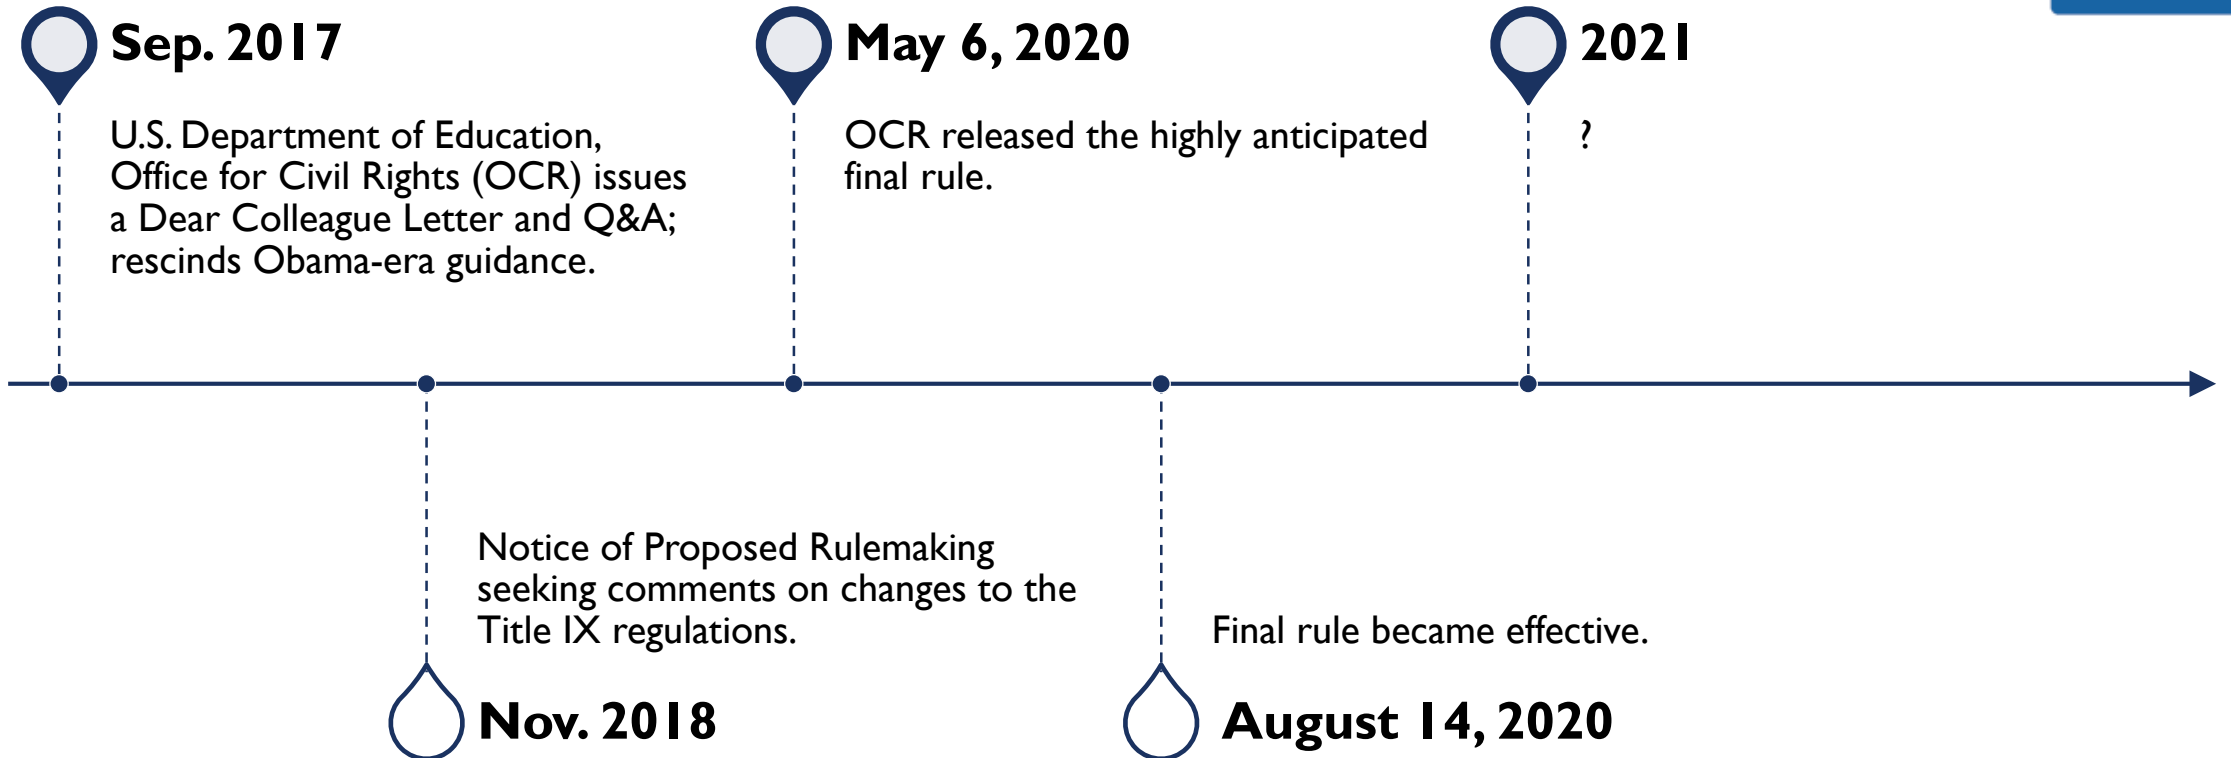 Sep. 2017
U.S. Department of Education,
Office for Civil Rights (OCR) issues
a Dear Colleague Letter and Q&A;
rescinds Obama-era guidance.
May 6, 2020
OCR released the highly anticipated
final rule.
2021
?
Notice of Proposed Rulemaking
seeking comments on changes to the
Title IX regulations.
Nov. 2018
Final rule became effective.
August 14, 2020